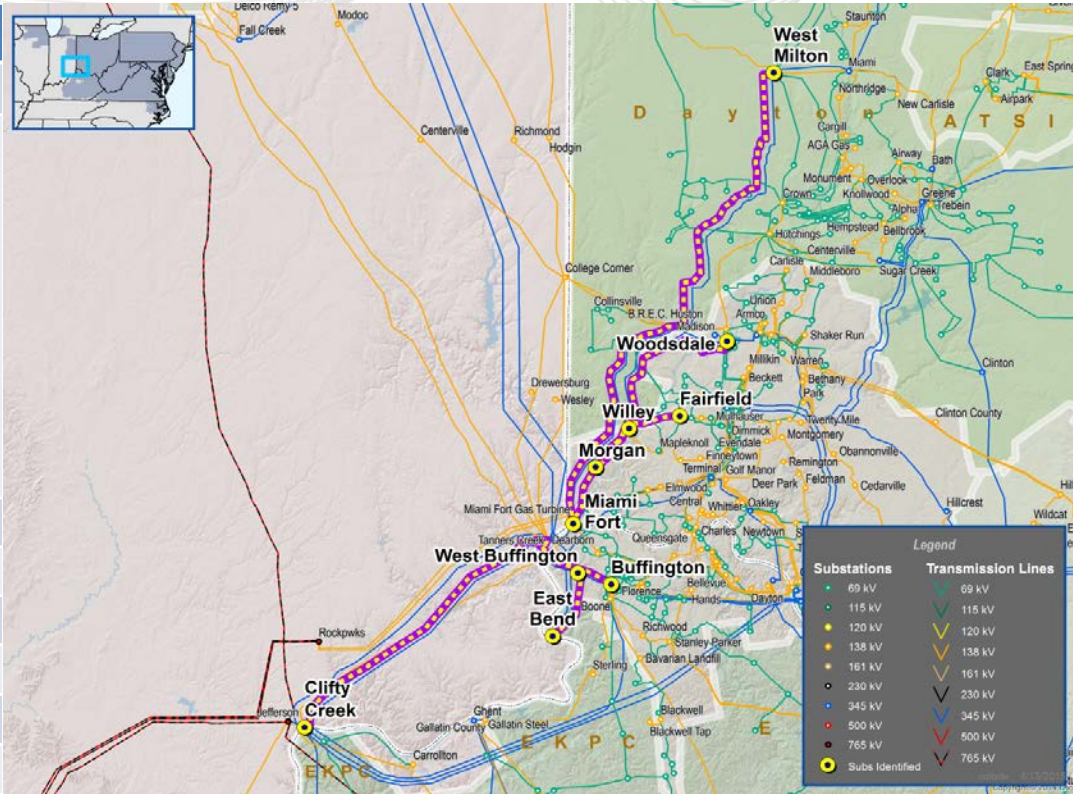 Delco Remy 5
Modoc
Fall Creek
Staunton
West
Milton
Miami
Clark
East Spring
Northridge
Airpark
New Carlisle
Dayton
ATSI
Centerville
Richmond
Hodgin
Cargill
AGA Gas
Airway
Bath
Monument
Overlook
Crown
Knollwood
Greene
Alpha
Trebein
Hempstead
Bellbrook
Hutchings
Centerville
Carlisle
Middleboro
Sugar Creek
College Corner
Collinsville
Union
B.R.E.C. Huston
Armco
Madison
Shaker Run
Woodsdale
Millikin
Warren
Clinton
Beckett
Bethany
Park
Drewersburg
Wesley
Fairfield
Clinton County
Willey
Mulhauser
Twenty Mile
Dimmick
Montgomery
Mapleknoll
Evendale
Obannonville
Morgan
Finneytown
Remington
Terminal
Golf Manor
Deer Park
Feldman
Cedarville
Elmwood
Central
Miami Fort Gas Turbine
Miami
Fort
Whittier
Oakley
Hillcrest
Wildcat
Queensgate
Charles
Newtown
Tanners Creek
Dearborn
West Buffington
Buffington
Bellevue
Florence
Hands
Dayton
East
Bend
Boone
Richwood
Stanley Parker
Rockpwks
Bavarian Landfill
Sterling
Clifty
Creek
Jefferson
Ghent
Gallatin County
Gallatin Steel
Blackwell
Blackwell Tap
Carrollton
EKPC
EKPC
E
Legend
Substations
Transmission Lines
69 kV
69 kV
115 kV
115 kV
120 kV
120 kV
138 kV
138 kV
161 kV
161 kV
230 kV
230 kV
345 kV
345 kV
500 kV
500 kV
765 kV
765 kV
Subs Identified